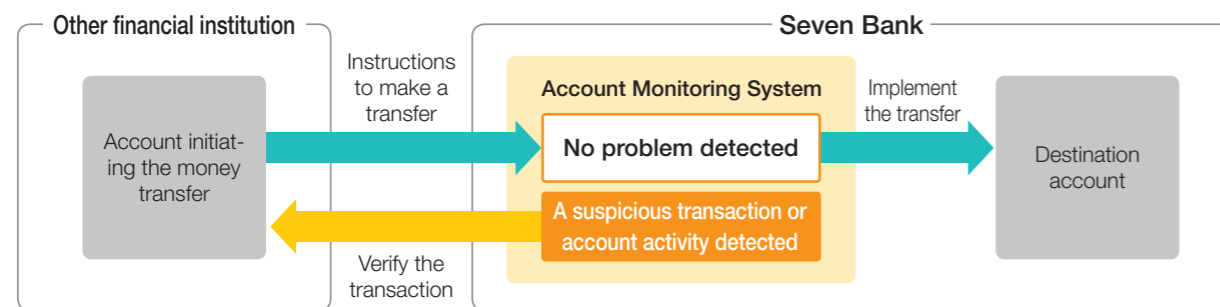 Other financial institution
Seven Bank
Instructions
to make a
transfer
Account Monitoring System
Implement
the transfer
Account initiat-
ing the money
transfer
No problem detected
Destination
account
A suspicious transaction or
account activity detected
Verify the
transaction